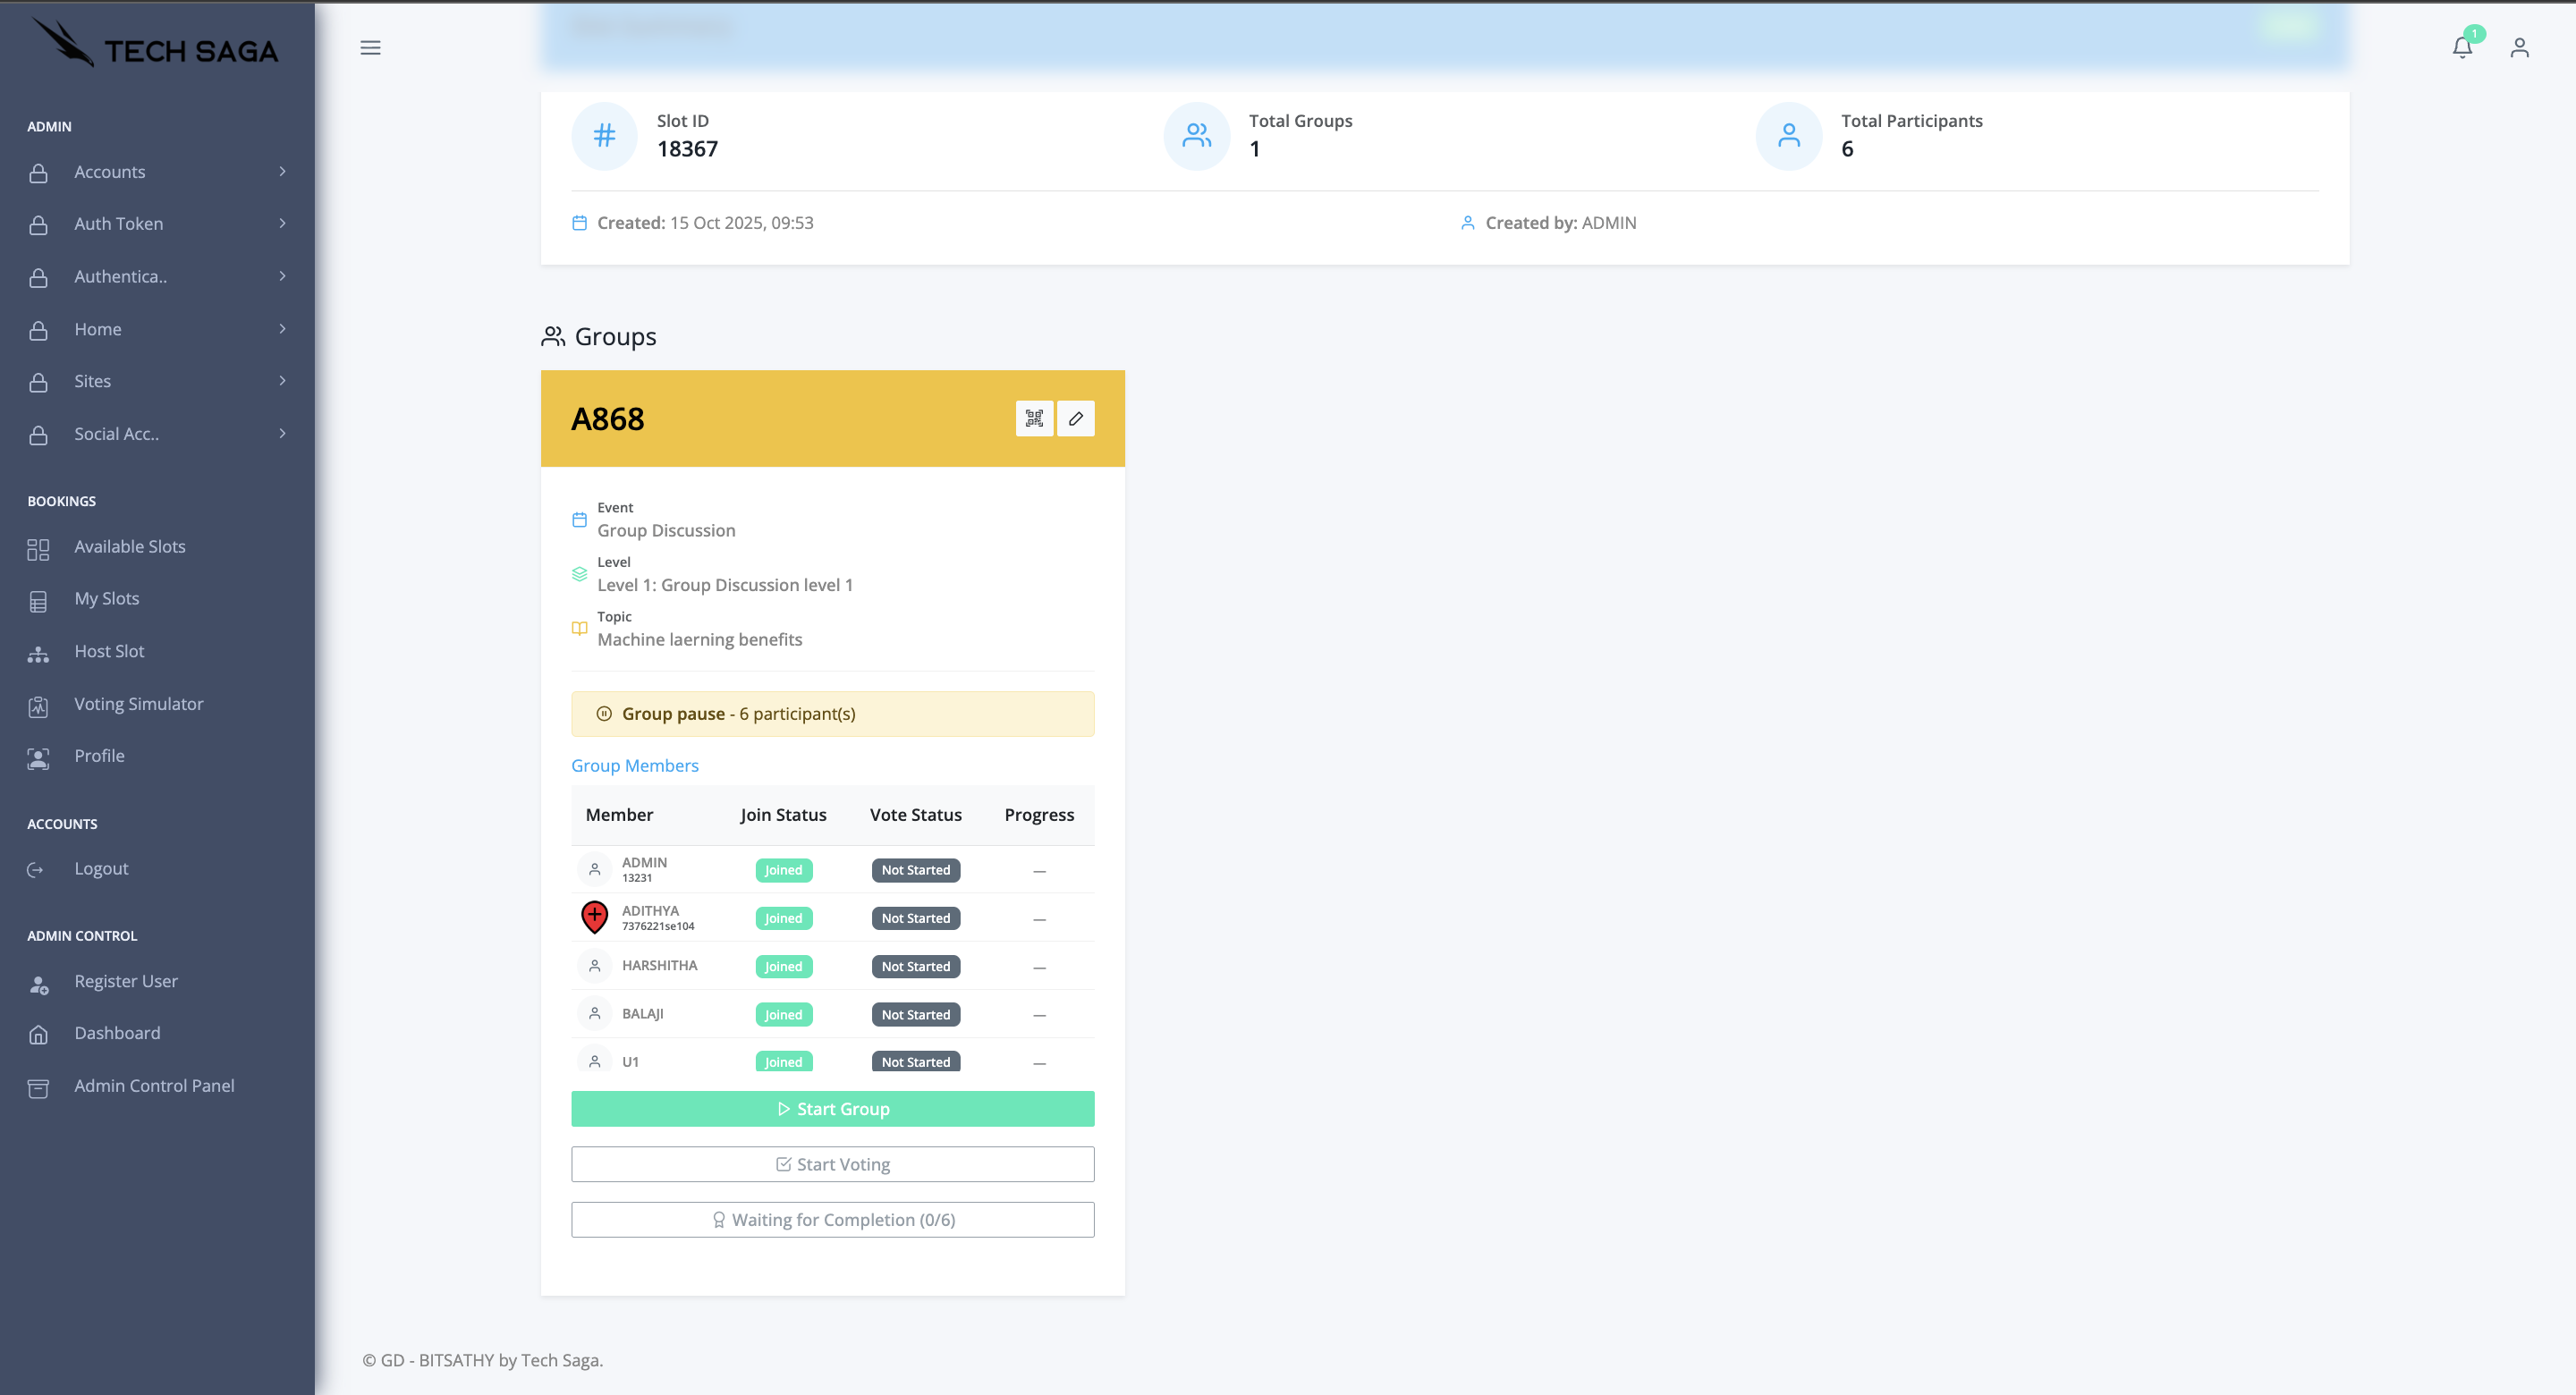 TECH SAGA
1
ADMIN
Accounts
Auth Token
Authentica..
Home
Sites
Social Acc..
BOOKINGS
Available Slots
My Slots
Host Slot
Voting Simulator
Profile
ACCOUNTS
Logout
ADMIN CONTROL
Register User
Dashboard
Admin Control Panel
Slot ID
18367
Total Groups
1
Total Participants
6
Created: 15 Oct 2025, 09:53
Created by: ADMIN
Groups
A868
Event
Group Discussion
Level
Level 1: Group Discussion level 1
Topic
Machine laerning benefits
Group pause - 6 participant(s)
Group Members
Member Join Status Vote Status Progress
ADMIN
13231
Joined Not Started —
ADITHYA
7376221se104
Joined Not Started —
HARSHITHA Joined Not Started —
BALAJI Joined Not Started —
U1 Joined Not Started —
Start Group
Start Voting
Waiting for Completion (0/6)
© GD - BITSATHY by Tech Saga.